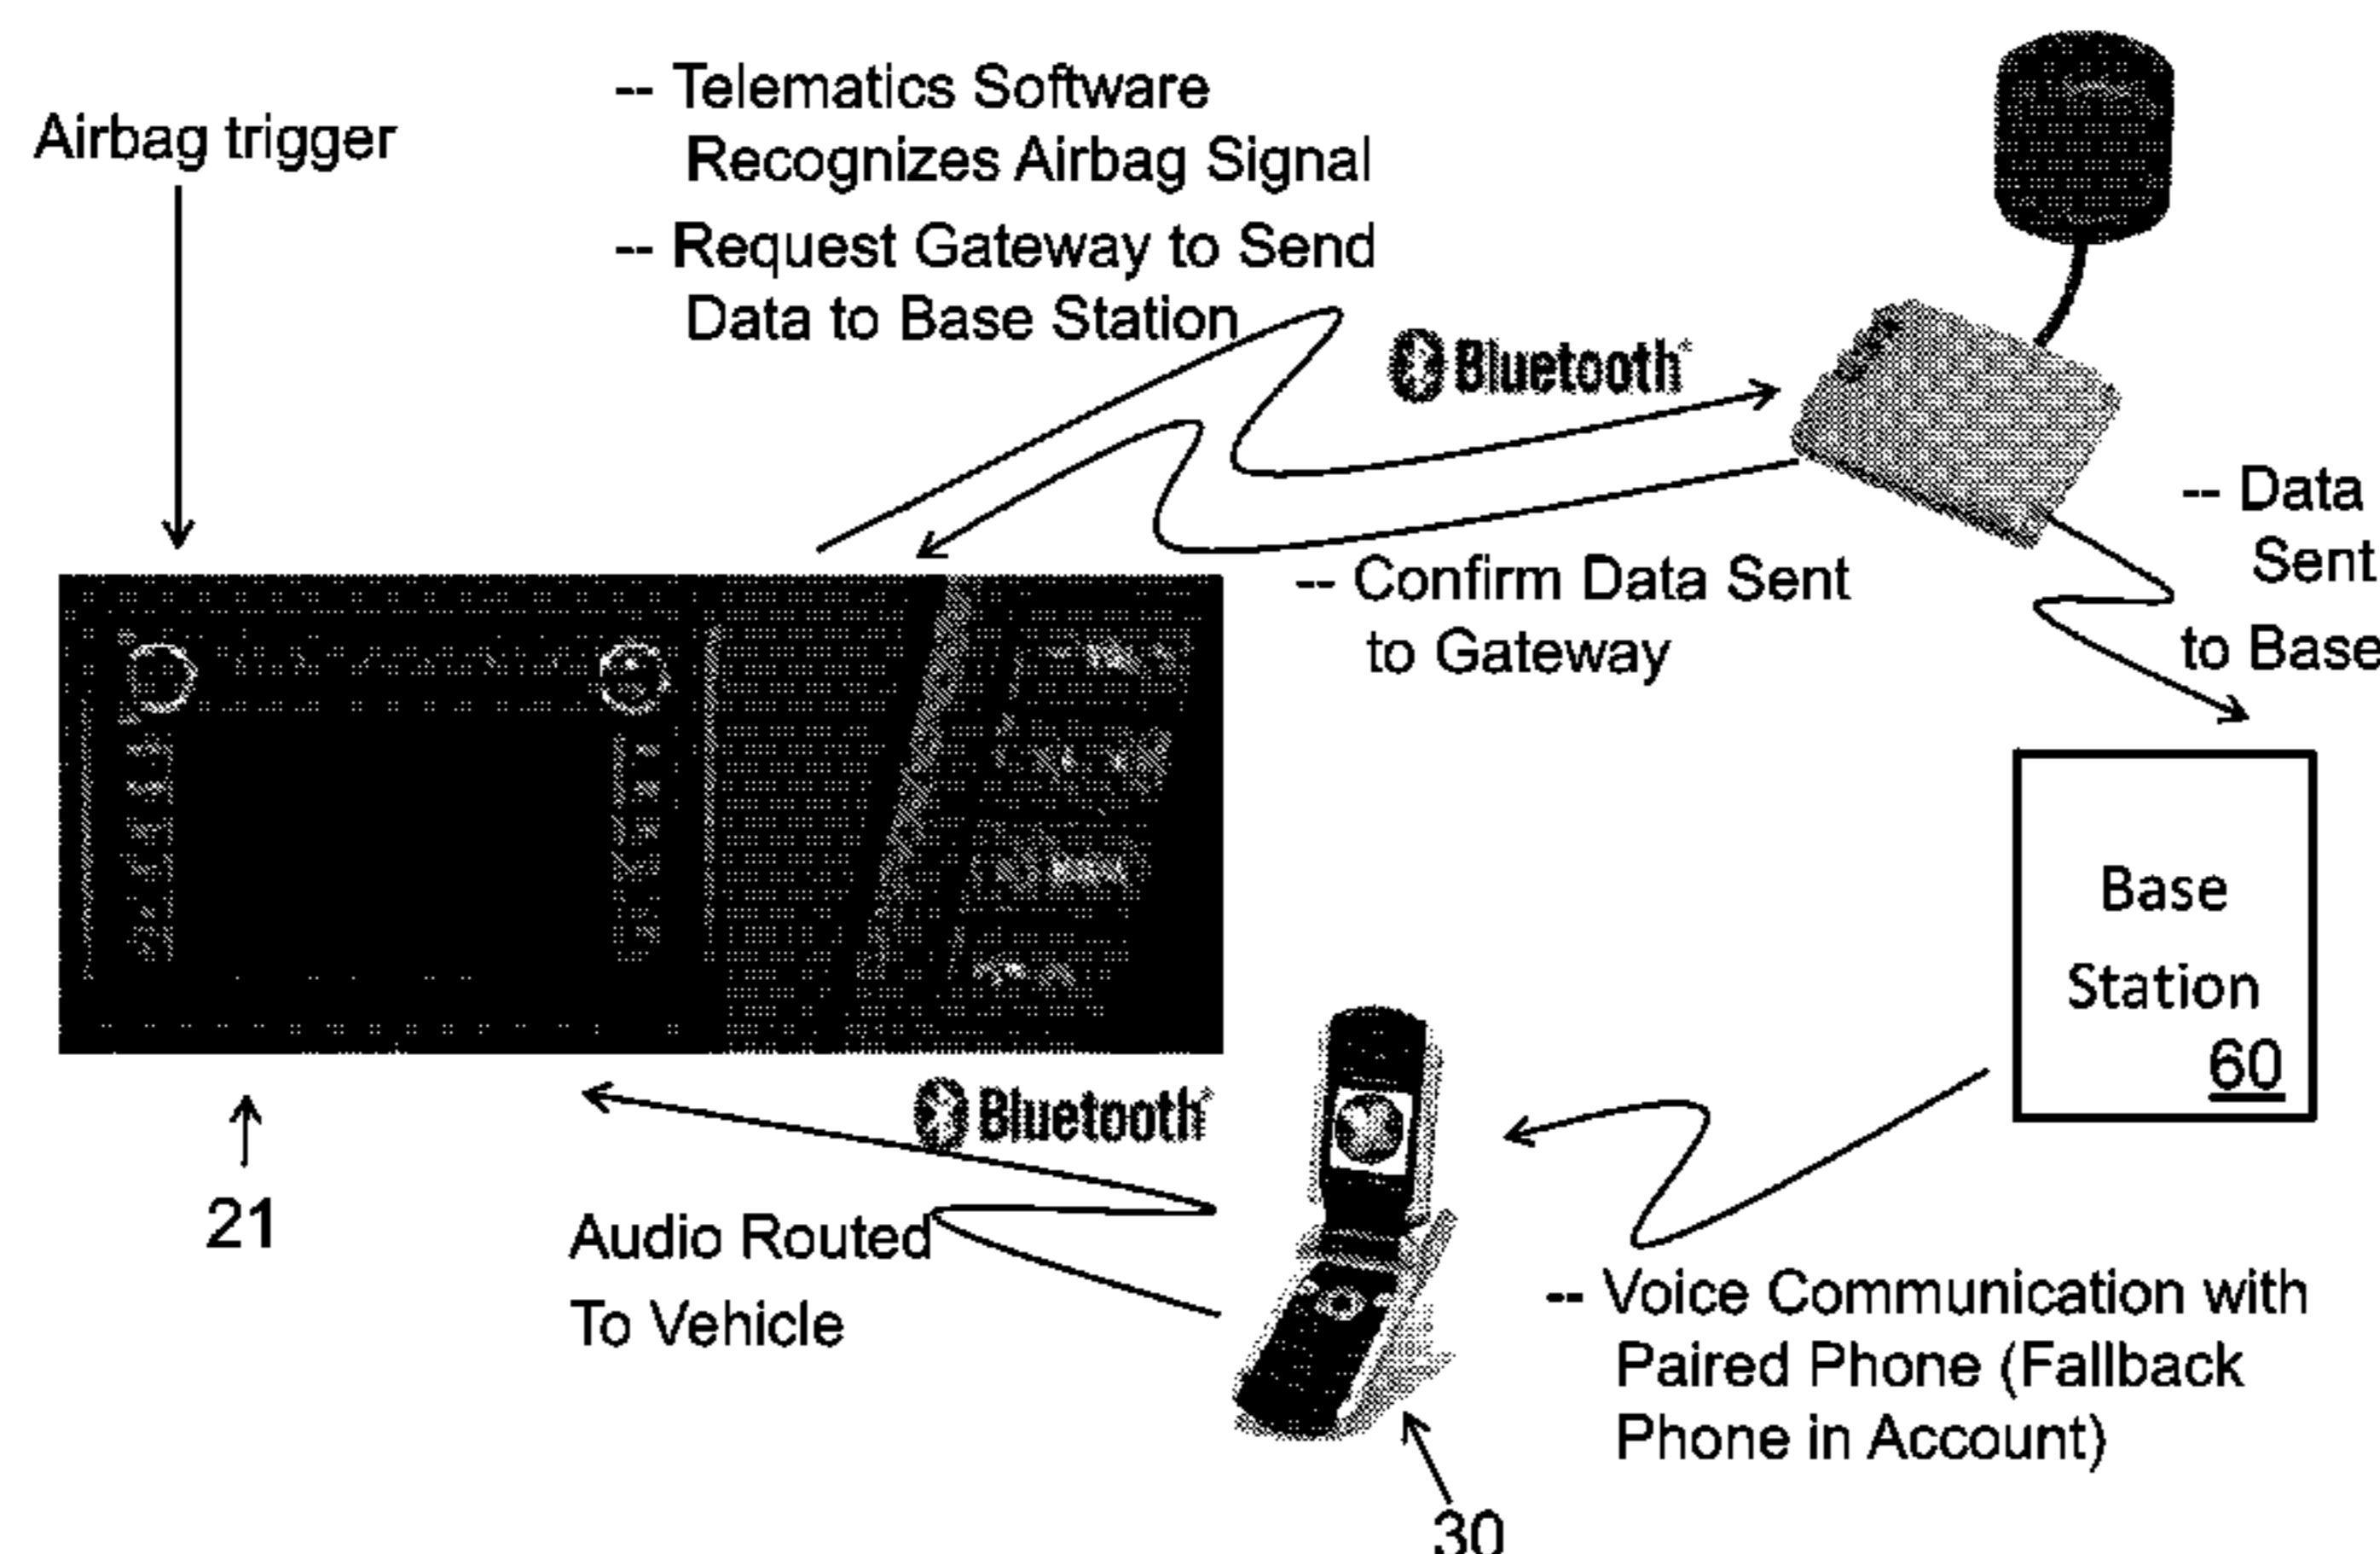 Airbag trigger
-- Telematics Software
Recognizes Airbag Signal
-- Request Gateway to Send
Data to Base Station
Bluetooth
-- Data
Sent
to Base
-- Confirm Data Sent
to Gateway
Base
Station
60
Bluetooth
21
Audio Routed
To Vehicle
-- Voice Communication with
Paired Phone (Fallback
Phone in Account)
30